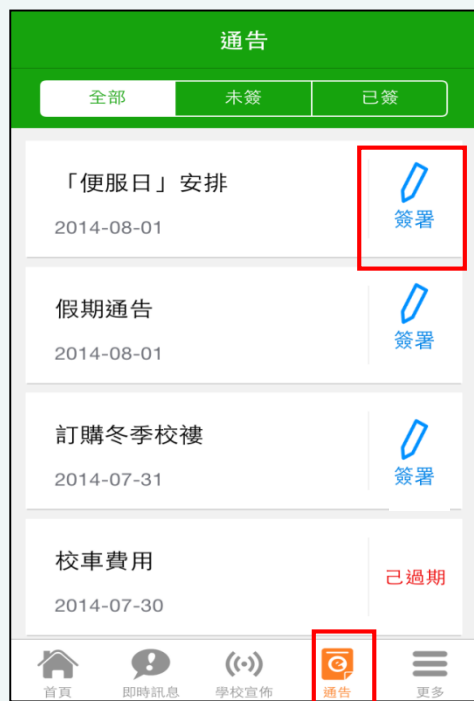 通告
全部 未簽 已簽
「便服日」安排
2014-08-01
簽署
假期通告
2014-08-01
簽署
訂購冬季校褸
2014-07-31
簽署
校車費用
2014-07-30
己過期
首頁 即時訊息 學校宣佈 通告 更多